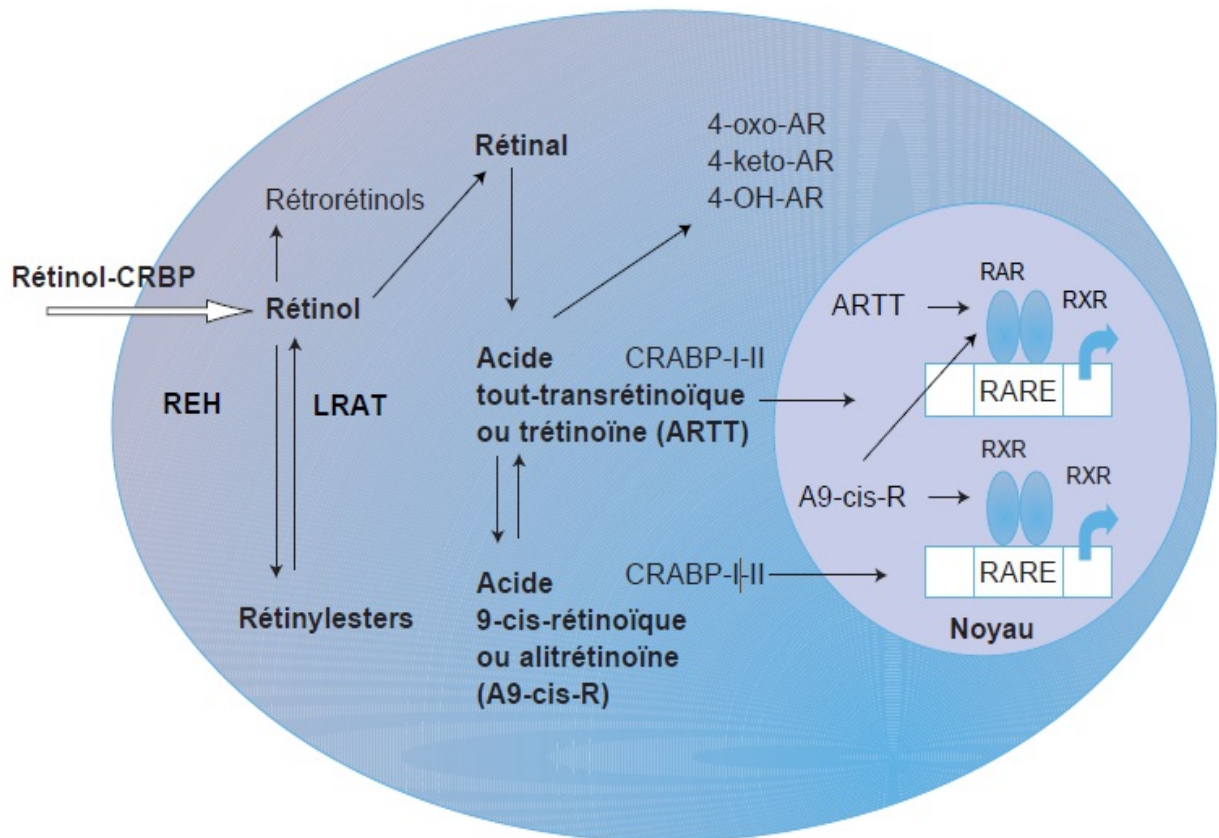 4-oxo-AR
4-keto-AR
4-OH-AR
Rétinal
Rétrorétinols
Rétinol-CRBP
Rétinol
REH
LRAT
Rétinylesters
Acide
tout-transrétinoïque
ou trétinoïne (ARTT)
CRABP-I-II
Acide
9-cis-rétinoïque
ou alitrétinoïne
(A9-cis-R)
CRABP-I-II
RAR
ARTT
RXR
RARE
RXR
RXR
A9-cis-R
RARE
Noyau